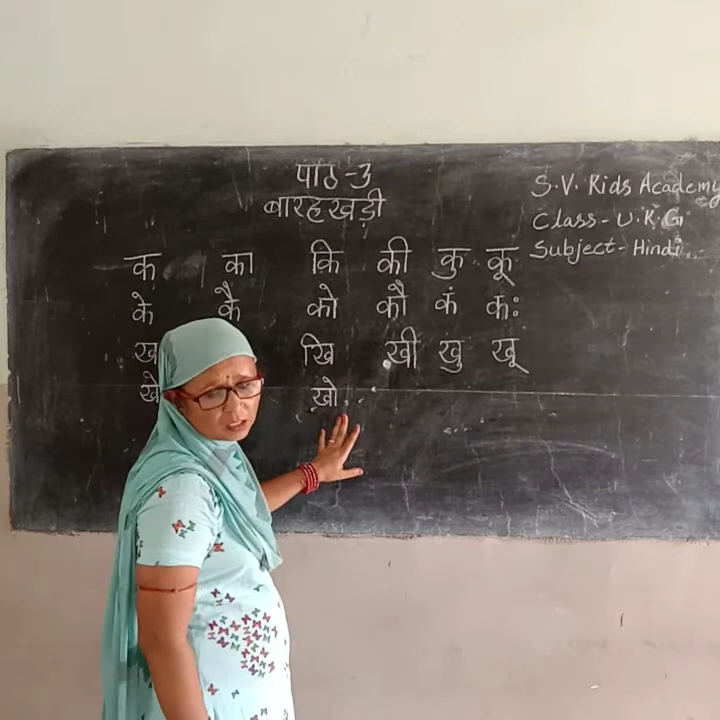 पाठ-3
बारहखड़ी
S.V. Kids Academy
Class - U.K.G
Subject - Hindi
क का कि की कु कू
के कै को कौ कं कः
ख खि खी खु खू
खे खो